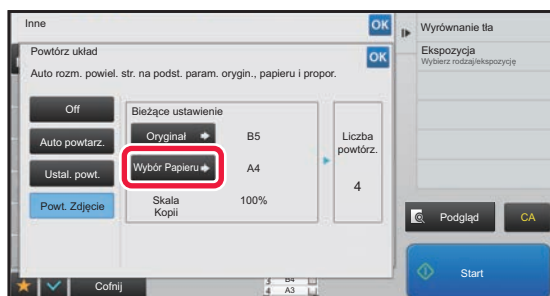 Inne
OK
Wyrównanie tła
Powtórz układ
OK
Ekspozycja
Wybierz rodzaj/ekspozycję
Auto rozm. powiel. str. na podst. param. orygin., papieru i propor.
Off
Bieżące ustawienie
Auto powtarz.
Oryginał
B5
Liczba
powtórz.
Ustal. powt.
Wybór Papieru
A4
4
Powt. Zdjęcie
Skala
Kopii
100%
Podgląd
CA
Start
Cofnij
3 B4
4 A3